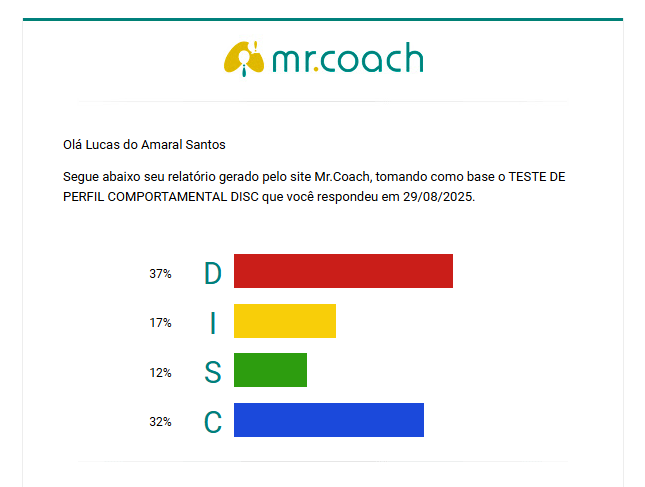 mr.coach
Olá Lucas do Amaral Santos
Segue abaixo seu relatório gerado pelo site Mr.Coach, tomando como base o TESTE DE
PERFIL COMPORTAMENTAL DISC que você respondeu em 29/08/2025.
37% D
17% I
12% S
32% C